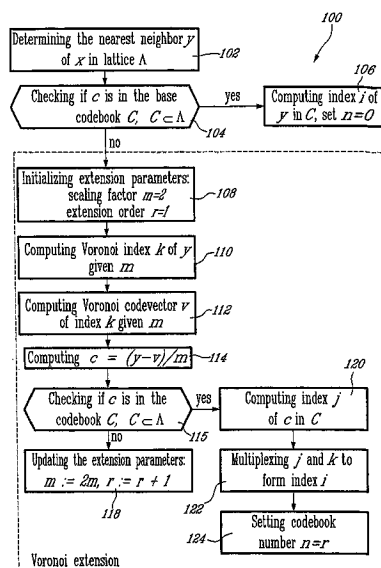 100
Determining the nearest neighbor y
of x in lattice Λ
102
Checking if c is in the base
codebook C, C⊂Λ
104
yes
106
Computing index i of
y in C, set n=0
no
Initializing extension parameters:
scaling factor m=2
extension order r=1
108
Computing Voronoi index k of y
given m
110
Computing Voronoi codevector v
of index k given m
112
Computing c = (y-v)/m
114
Checking if c is in the
codebook C, C⊂Λ
115
yes
120
Computing index j
of c in C
no
Updating the extension parameters:
m := 2m, r := r + 1
118
Multiplexing j and k to
form index i
122
Setting codebook
number n=r
124
Voronoi extension